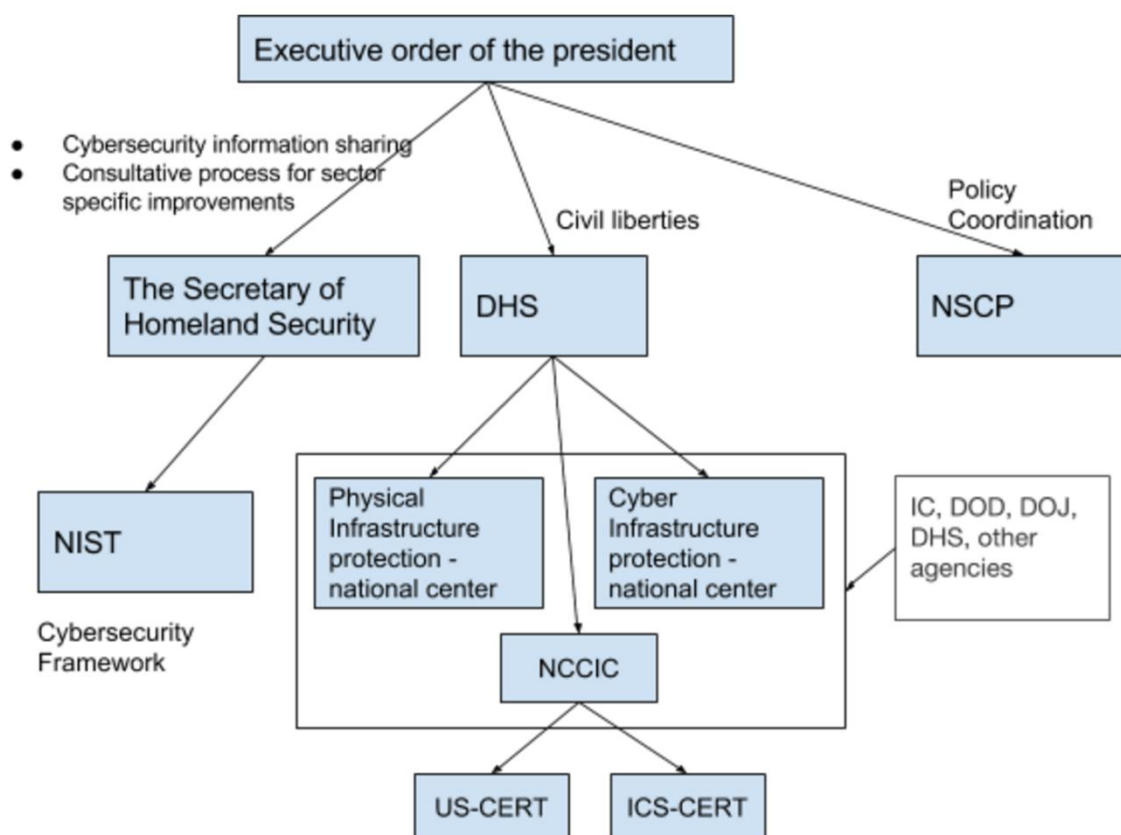 Executive order of the president
● Cybersecurity information sharing
● Consultative process for sector
specific improvements
Civil liberties
Policy
Coordination
The Secretary of
Homeland Security
DHS
NSCP
NIST
Cybersecurity
Framework
Physical
Infrastructure
protection -
national center
Cyber
Infrastructure
protection -
national center
IC, DOD, DOJ,
DHS, other
agencies
NCCIC
US-CERT
ICS-CERT